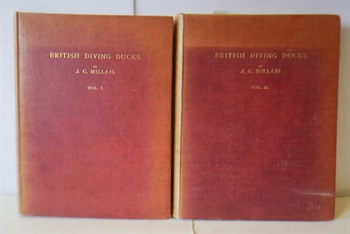 BRITISH DIVING DUCKS
BY
J. G. MILLAIS
VOL. I.
BRITISH DIVING DUCKS
BY
J. G. MILLAIS
VOL. II.